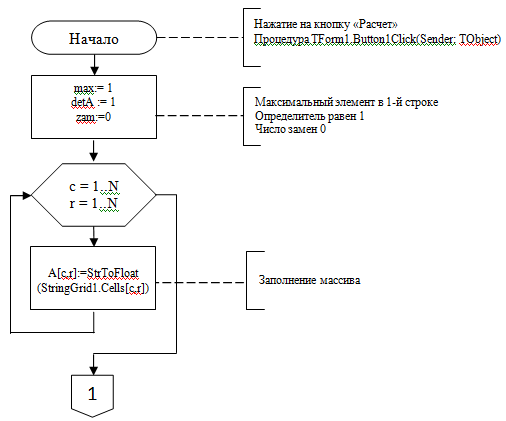 Начало
Нажатие на кнопку «Расчет»
Процедура TForm1.Button1Click(Sender: TObject)
max:= 1
detA := 1
zam:=0
Максимальный элемент в 1-й строке
Определитель равен 1
Число замен 0
c = 1..N
r = 1..N
A[c,r]:=StrToFloat
(StringGrid1.Cells[c,r])
Заполнение массива
1